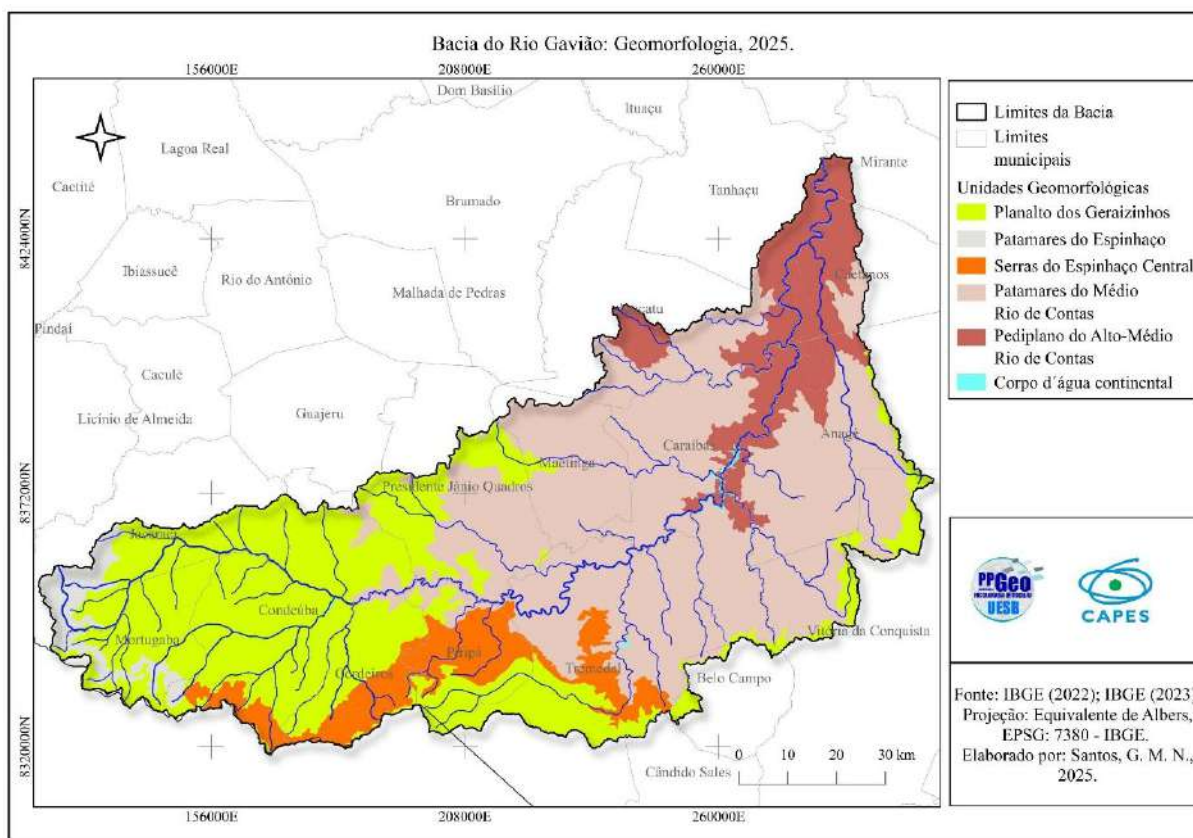 Bacia do Rio Gavião: Geomorfologia, 2025.
156000E
208000E
260000E
Dom Basílio
Ituaçu
Lagoa Real
Mirante
Caetité
Tanhaçu
Brumado
8424000N
Ibiassucê
Rio do Antônio
Caetanos
Malhada de Pedras
Pindaí
Caculé
Guajeru
Licínio de Almeida
Caraíbas
Anagé
Maetinga
8372000N
Presidente Jânio Quadros
Condeúba
Mortugaba
Vitória da Conquista
Piripá
Tremedal
Cordeiros
Belo Campo
8320000N
Cândido Sales
0 10 20 30 km
156000E
208000E
260000E
Limites da Bacia
Limites
municipais
Unidades Geomorfológicas
Planalto dos Geraizinhos
Patamares do Espinhaço
Serras do Espinhaço Central
Patamares do Médio
Rio de Contas
Pediplano do Alto-Médio
Rio de Contas
Corpo d´água continental
PPGeo
UESB
CAPES
Fonte: IBGE (2022); IBGE (2023)
Projeção: Equivalente de Albers,
EPSG: 7380 - IBGE.
Elaborado por: Santos, G. M. N.,
2025.